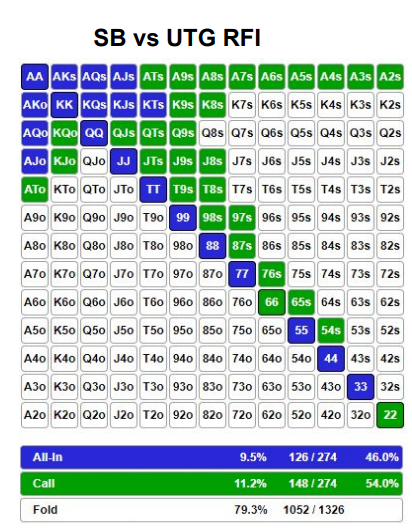 SB vs UTG RFI
AA AKs AQs AJs ATs A9s A8s A7s A6s A5s A4s A3s A2s
AKo KK KQs KJs KTs K9s K8s K7s K6s K5s K4s K3s K2s
AQo KQo QQ QJs QTs Q9s Q8s Q7s Q6s Q5s Q4s Q3s Q2s
AJo KJo QJo JJ JTs J9s J8s J7s J6s J5s J4s J3s J2s
ATo KTo QTo JTo TT T9s T8s T7s T6s T5s T4s T3s T2s
A9o K9o Q9o J9o T9o 99 98s 97s 96s 95s 94s 93s 92s
A8o K8o Q8o J8o T8o 98o 88 87s 86s 85s 84s 83s 82s
A7o K7o Q7o J7o T7o 97o 87o 77 76s 75s 74s 73s 72s
A6o K6o Q6o J6o T6o 96o 86o 76o 66 65s 64s 63s 62s
A5o K5o Q5o J5o T5o 95o 85o 75o 65o 55 54s 53s 52s
A4o K4o Q4o J4o T4o 94o 84o 74o 64o 54o 44 43s 42s
A3o K3o Q3o J3o T3o 93o 83o 73o 63o 53o 43o 33 32s
A2o K2o Q2o J2o T2o 92o 82o 72o 62o 52o 42o 32o 22
All-In 9.5% 126 / 274 46.0%
Call 11.2% 148 / 274 54.0%
Fold 79.3% 1052 / 1326